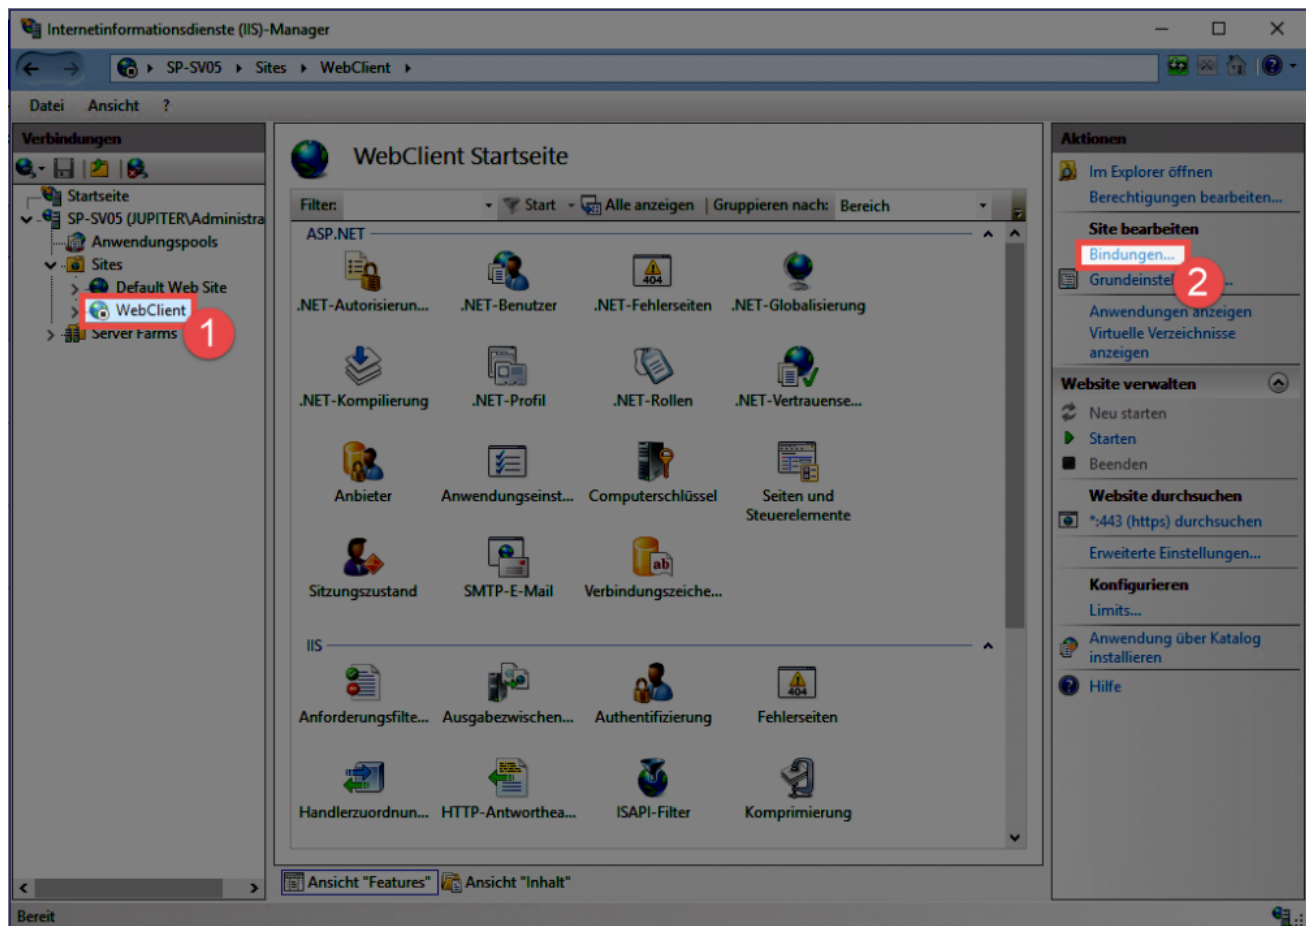 Internetinformationsdienste (IIS)-Manager
SP-SV05 Sites WebClient
Datei Ansicht ?
Verbindungen
Startseite
SP-SV05 (JUPITER\Administra
Anwendungspools
Sites
Default Web Site
WebClient
1
Server Farms
WebClient Startseite
Filter: Start Alle anzeigen Gruppieren nach: Bereich
ASP.NET
.NET-Autorisierun... .NET-Benutzer .NET-Fehlerseiten .NET-Globalisierung
.NET-Kompilierung .NET-Profil .NET-Rollen .NET-Vertrauense...
Anbieter Anwendungseinst... Computerschlüssel Seiten und
Steuerelemente
Sitzungszustand SMTP-E-Mail Verbindungszeiche...
IIS
Anforderungsfilte... Ausgabezwischen... Authentifizierung Fehlerseiten
Handlerzuordnun... HTTP-Antworthea... ISAPI-Filter Komprimierung
Ansicht "Features" Ansicht "Inhalt"
Aktionen
Im Explorer öffnen
Berechtigungen bearbeiten...
Site bearbeiten
Bindungen...
2
Anwendungen anzeigen
Virtuelle Verzeichnisse
anzeigen
Website verwalten
Neu starten
Starten
Beenden
Website durchsuchen
*:443 (https) durchsuchen
Erweiterte Einstellungen...
Konfigurieren
Limits...
Anwendung über Katalog
installieren
Hilfe
Bereit